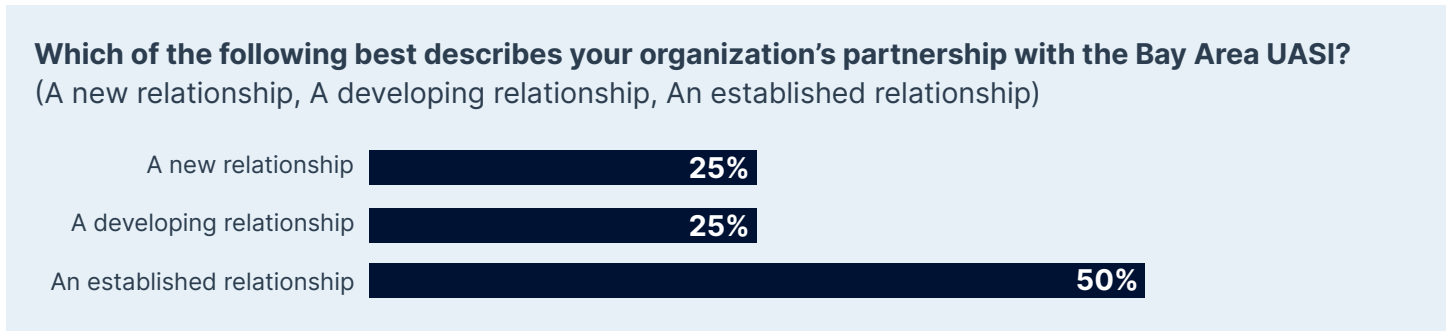 Which of the following best describes your organization’s partnership with the Bay Area UASI?
(A new relationship, A developing relationship, An established relationship)
A new relationship 25%
A developing relationship 25%
An established relationship 50%